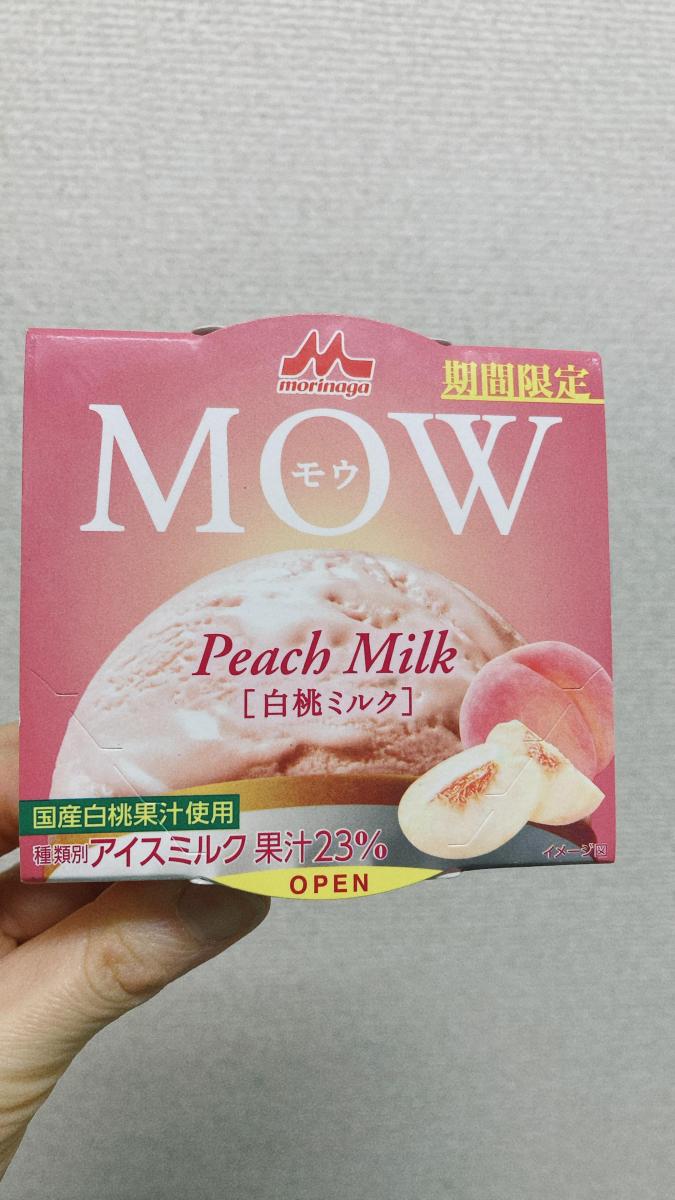 morinaga
期間限定
MOW
モウ
Peach Milk
[白桃ミルク]
国産白桃果汁使用
種類別アイスミルク 果汁23%
イメージ図
OPEN